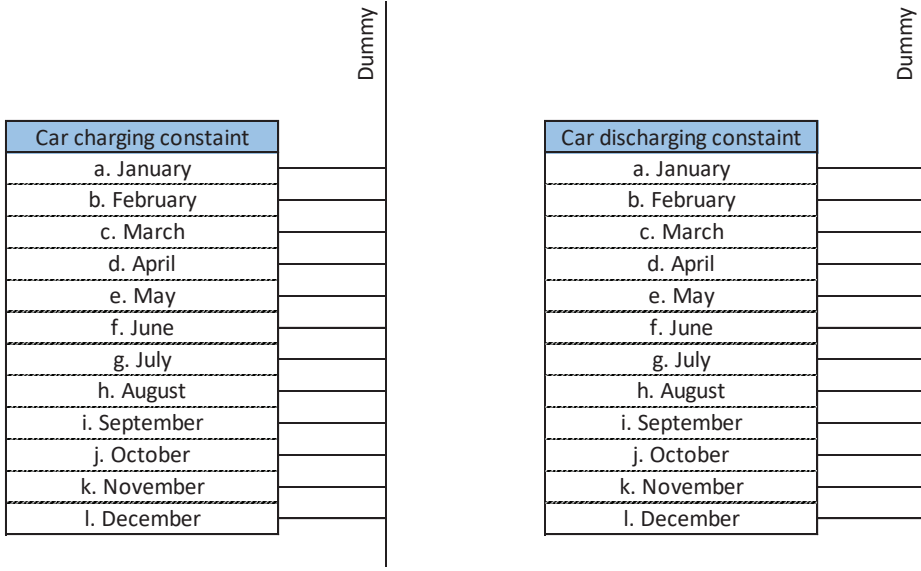 Dummy
Car charging constaint
a. January
b. February
c. March
d. April
e. May
f. June
g. July
h. August
i. September
j. October
k. November
l. December
Dummy
Car discharging constaint
a. January
b. February
c. March
d. April
e. May
f. June
g. July
h. August
i. September
j. October
k. November
l. December